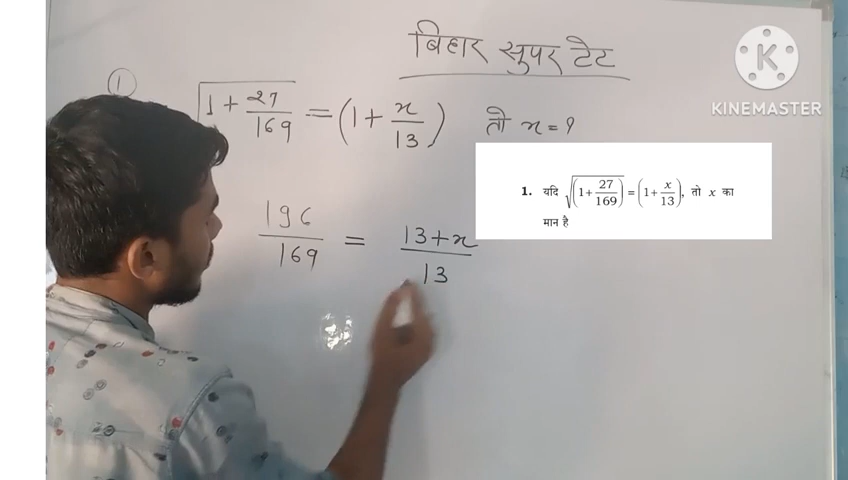 बिहार सुपर टेट
KINEMASTER
①
√1 + 27/169 = (1 + x/13) तो x = ?
1. यदि √(1+27/169) = (1+x/13), तो x का
मान है
196/169 = 13+x/13